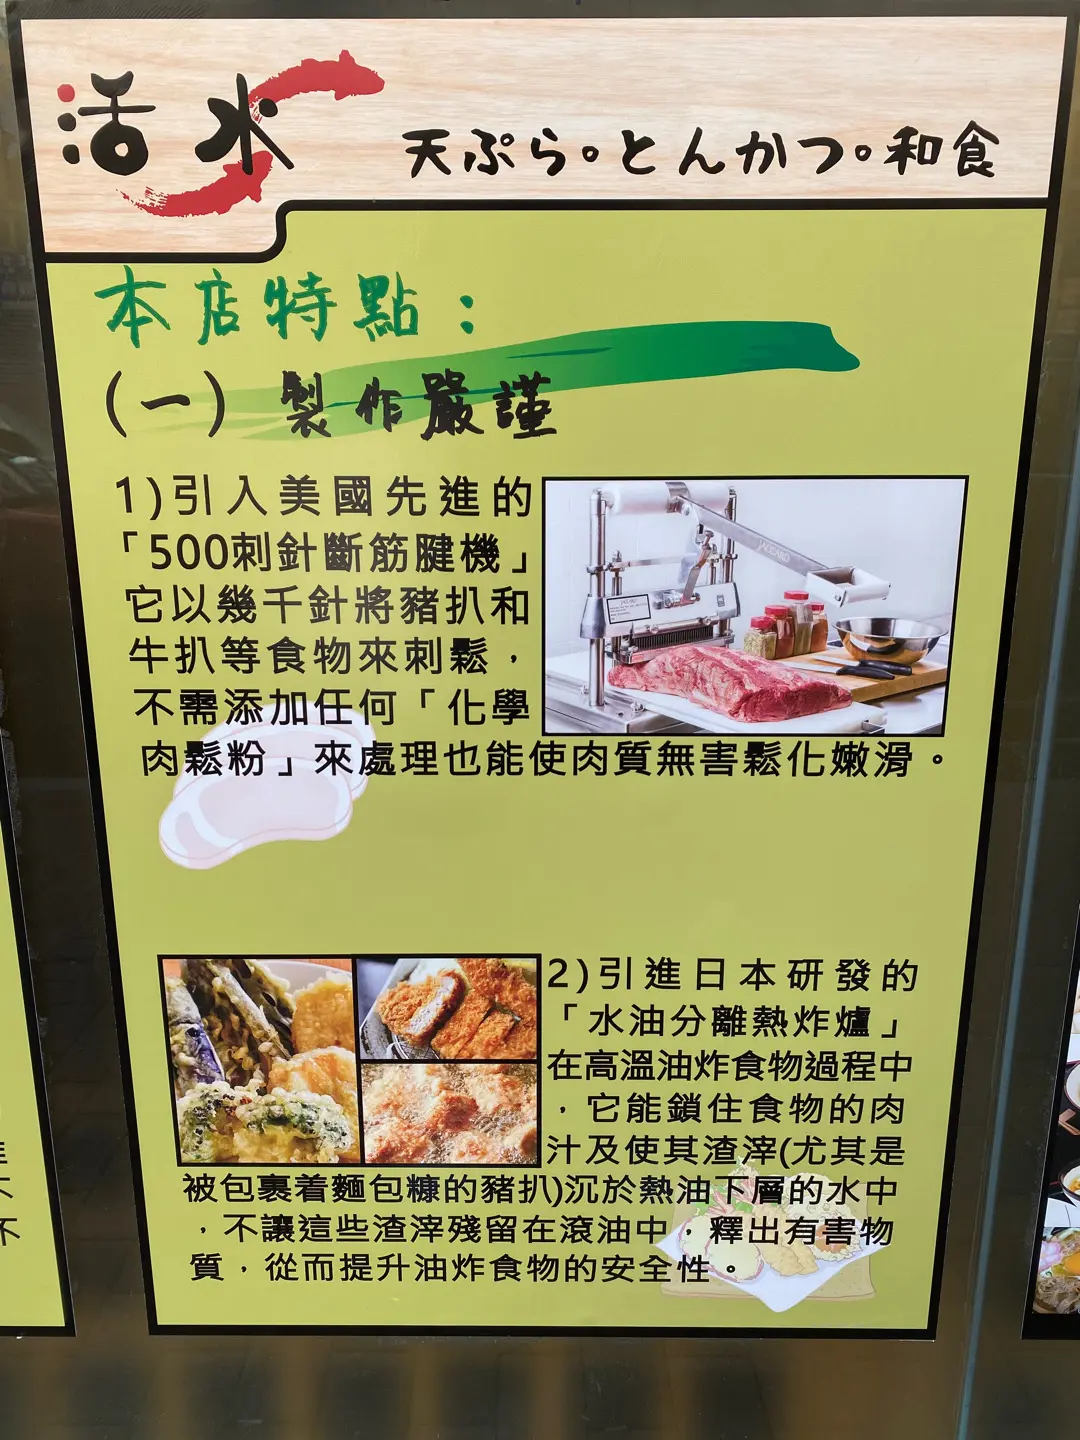 活水
天ぷら。とんかつ。和食
本店特點：
(一) 製作嚴謹
1)引入美國先進的
「500刺針斷筋腱機」
它以幾千針將豬扒和
牛扒等食物來刺鬆，
不需添加任何「化學
肉鬆粉」來處理也能使肉質無害鬆化嫩滑。
JACCARD
2)引進日本研發的
「水油分離熱炸爐」
在高溫油炸食物過程中
，它能鎖住食物的肉
汁及使其渣滓(尤其是
被包裹着麵包糠的豬扒)沉於熱油下層的水中
，不讓這些渣滓殘留在滾油中，釋出有害物
質，從而提升油炸食物的安全性。
不